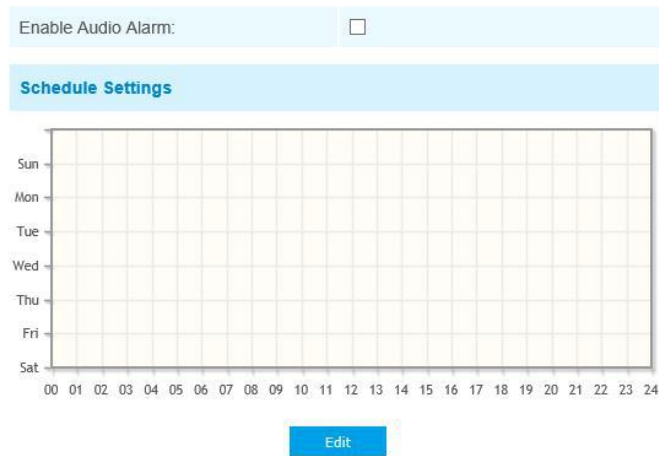 Enable Audio Alarm:
Schedule Settings
Sun
Mon
Tue
Wed
Thu
Fri
Sat
00 01 02 03 04 05 06 07 08 09 10 11 12 13 14 15 16 17 18 19 20 21 22 23 24
Edit